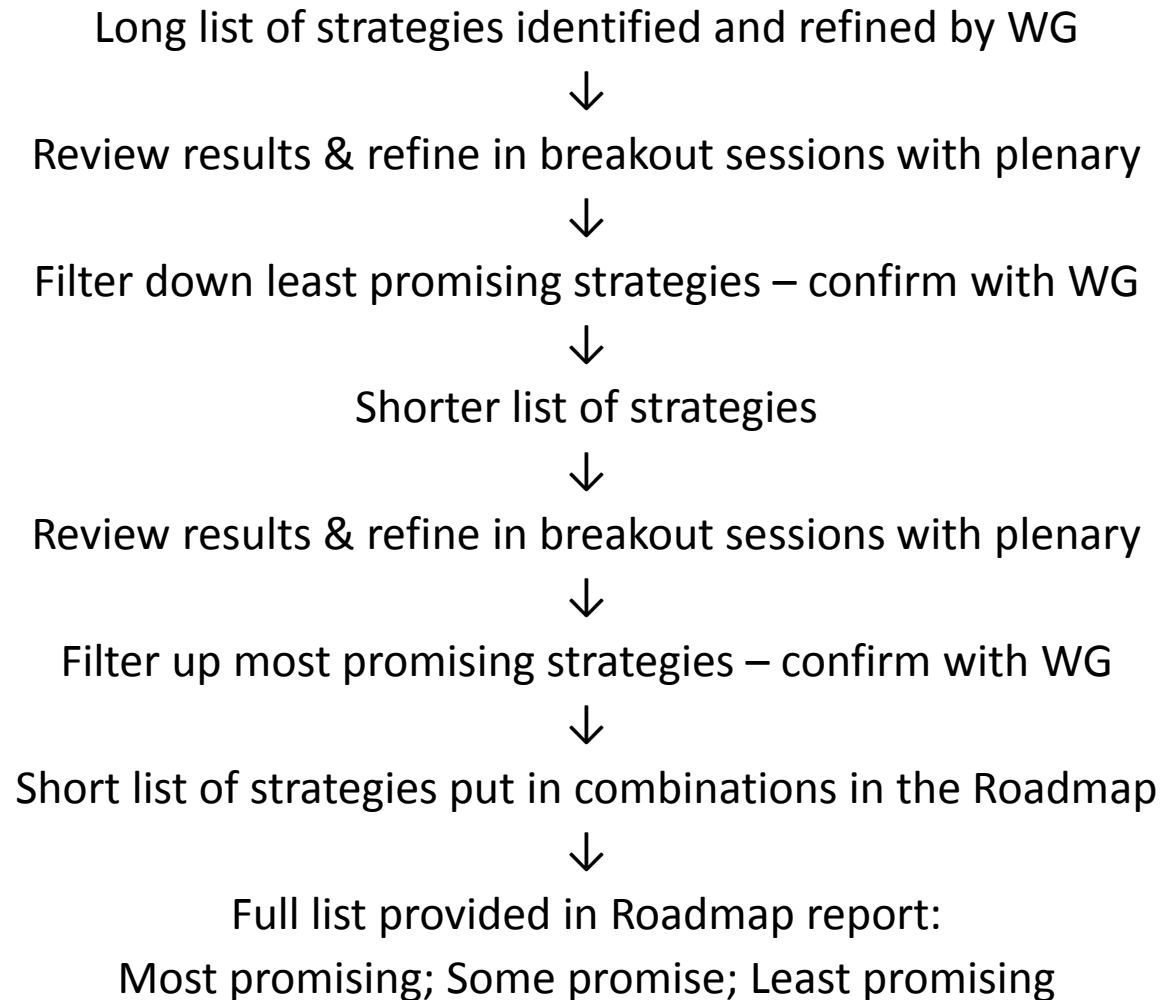 Long list of strategies identified and refined by WG
↓
Review results & refine in breakout sessions with plenary
↓
Filter down least promising strategies – confirm with WG
↓
Shorter list of strategies
↓
Review results & refine in breakout sessions with plenary
↓
Filter up most promising strategies – confirm with WG
↓
Short list of strategies put in combinations in the Roadmap
↓
Full list provided in Roadmap report:
Most promising; Some promise; Least promising